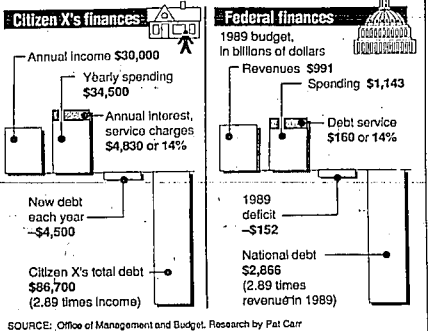 Citizen X's finances
Annual income $30,000
Yearly spending
$34,500
Annual interest,
service charges
$4,830 or 14%
New debt
each year
–$4,500
Citizen X's total debt
$86,700
(2.89 times income)
Federal finances
1989 budget,
in billions of dollars
Revenues $991
Spending $1,143
Debt service
$160 or 14%
1989
deficit
–$152
National debt
$2,866
(2.89 times
revenue in 1989)
SOURCE: Office of Management and Budget. Research by Pat Carr